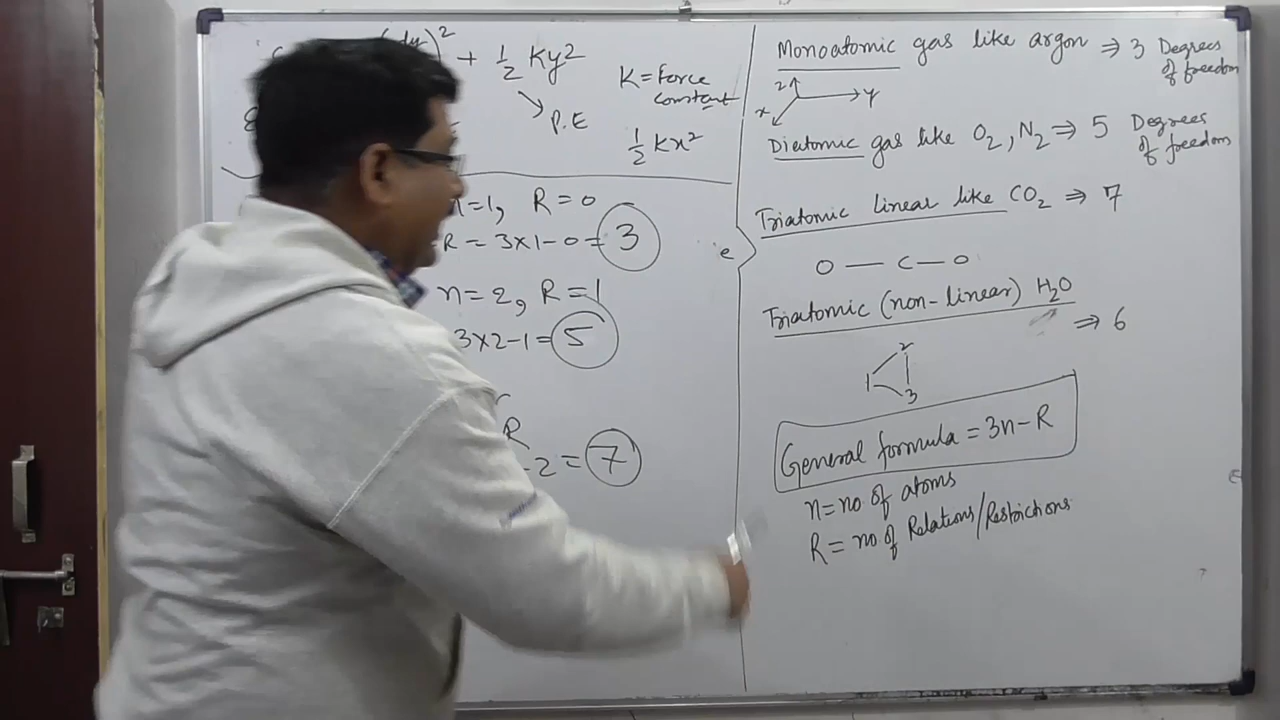 + 1/2 Ky²
K = Force constant
P.E
1/2 Kx²
n=1, R = 0
R = 3x1-0 = 3
n=2, R=1
3x2-1 = 5
R
-2 = 7
Monoatomic gas like argon ⇒ 3 Degrees of freedom
Z
Y
x
Diatomic gas like O₂, N₂ ⇒ 5 Degrees of freedom
Triatomic linear like CO₂ ⇒ 7
O — C — O
Triatomic (non-linear) H₂O
⇒ 6
2
1
3
General formula = 3n-R
n = no of atoms
R = no. of Relations/Restrictions